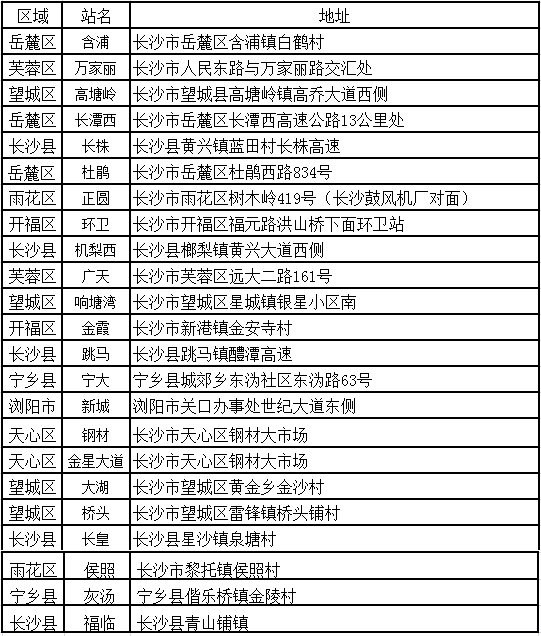 区域 站名 地址
岳麓区 含浦 长沙市岳麓区含浦镇白鹤村
芙蓉区 万家丽 长沙市人民东路与万家丽路交汇处
望城区 高塘岭 长沙市望城县高塘岭镇高乔大道西侧
岳麓区 长潭西 长沙市岳麓区长潭西高速公路13公里处
长沙县 长株 长沙县黄兴镇蓝田村长株高速
岳麓区 杜鹃 长沙市岳麓区杜鹃西路834号
雨花区 正圆 长沙市雨花区树木岭419号（长沙鼓风机厂对面）
开福区 环卫 长沙市开福区福元路洪山桥下面环卫站
长沙县 机梨西 长沙县榔梨镇黄兴大道西侧
芙蓉区 广天 长沙市芙蓉区远大二路161号
望城区 响塘湾 长沙市望城区星城镇银星小区南
开福区 金霞 长沙市新港镇金安寺村
长沙县 跳马 长沙县跳马镇醴潭高速
宁乡县 宁大 宁乡县城郊乡东沩社区东沩路63号
浏阳市 新城 浏阳市关口办事处世纪大道东侧
天心区 钢材 长沙市天心区钢材大市场
天心区 金星大道 长沙市天心区钢材大市场
望城区 大湖 长沙市望城区黄金乡金沙村
望城区 桥头 长沙市望城区雷锋镇桥头铺村
长沙县 长皇 长沙县星沙镇泉塘村
雨花区 侯照 长沙市黎托镇侯照村
宁乡县 灰汤 宁乡县偕乐桥镇金陵村
长沙县 福临 长沙县青山铺镇